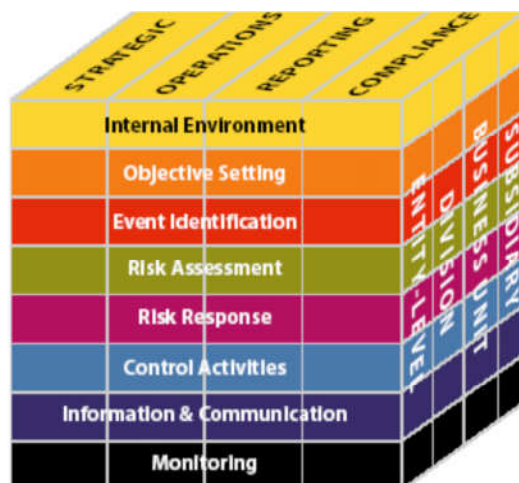 STRATEGIC
OPERATIONS
REPORTING
COMPLIANCE
Internal Environment
Objective Setting
Event Identification
Risk Assessment
Risk Response
Control Activities
Information & Communication
Monitoring
ENTITY-LEVEL
DIVISION
BUSINESS UNIT
SUBSIDIARY